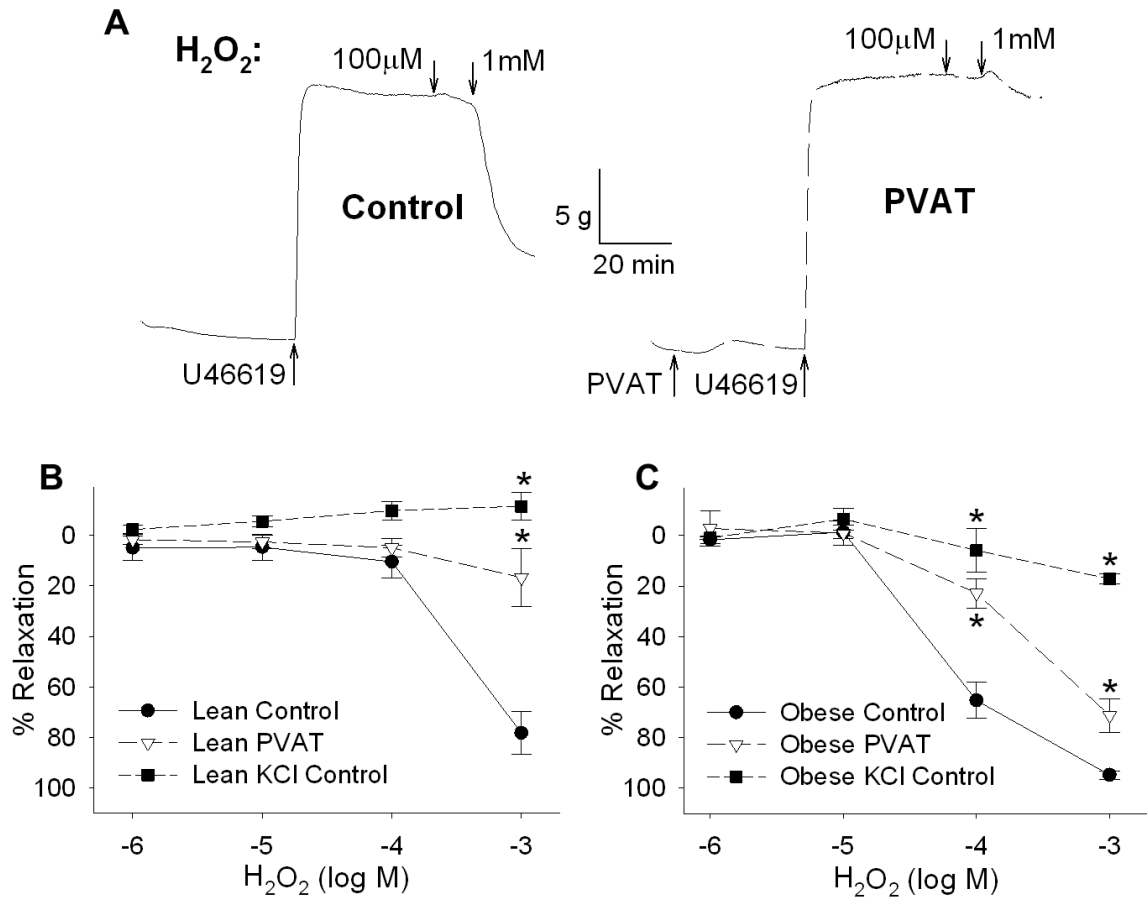 A
H₂O₂:
100μM
1mM
Control
U46619
5 g
20 min
100μM
1mM
PVAT
PVAT
U46619
B
% Relaxation
0
20
40
60
80
100
*
*
Lean Control
Lean PVAT
Lean KCl Control
-6
-5
-4
-3
H₂O₂ (log M)
C
% Relaxation
0
20
40
60
80
100
*
*
*
*
Obese Control
Obese PVAT
Obese KCl Control
-6
-5
-4
-3
H₂O₂ (log M)